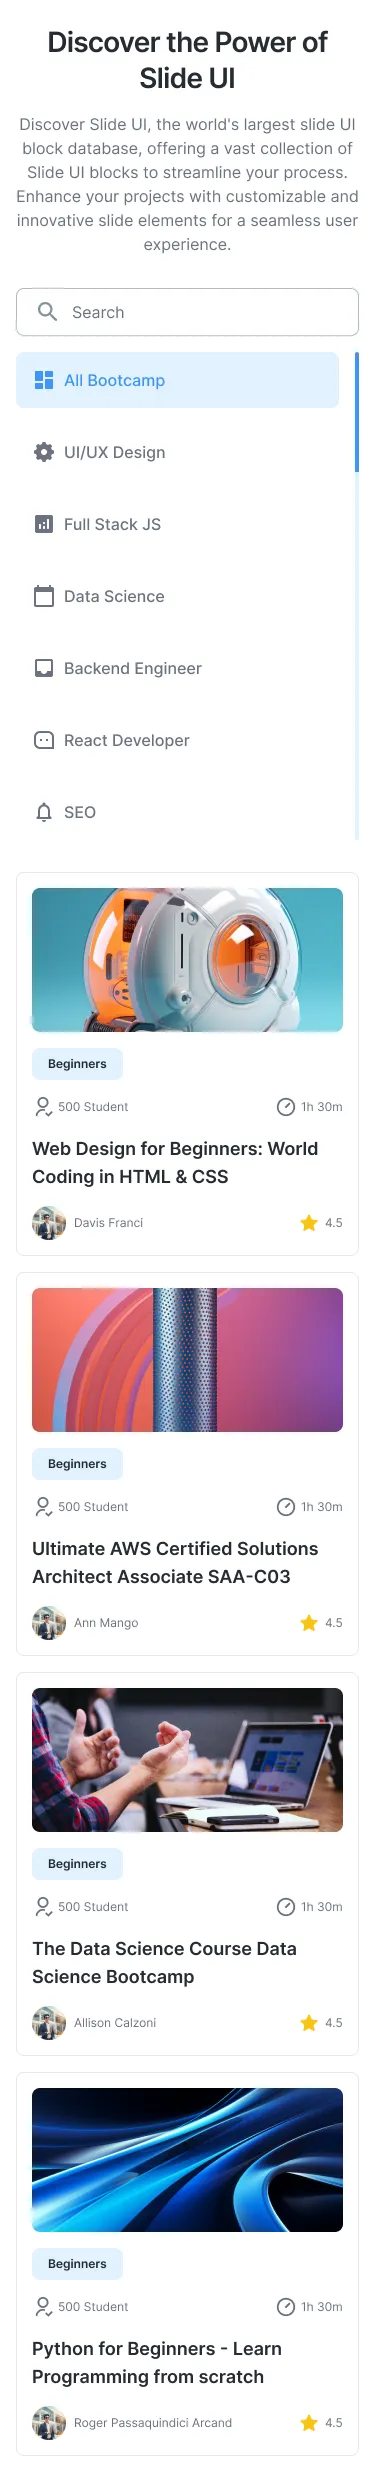 Discover the Power of
Slide UI
Discover Slide UI, the world's largest slide UI
block database, offering a vast collection of
Slide UI blocks to streamline your process.
Enhance your projects with customizable and
innovative slide elements for a seamless user
experience.
Search
All Bootcamp
UI/UX Design
Full Stack JS
Data Science
Backend Engineer
React Developer
SEO
Beginners
500 Student 1h 30m
Web Design for Beginners: World
Coding in HTML & CSS
Davis Franci 4.5
Beginners
500 Student 1h 30m
Ultimate AWS Certified Solutions
Architect Associate SAA-C03
Ann Mango 4.5
Beginners
500 Student 1h 30m
The Data Science Course Data
Science Bootcamp
Allison Calzoni 4.5
Beginners
500 Student 1h 30m
Python for Beginners - Learn
Programming from scratch
Roger Passaquindici Arcand 4.5